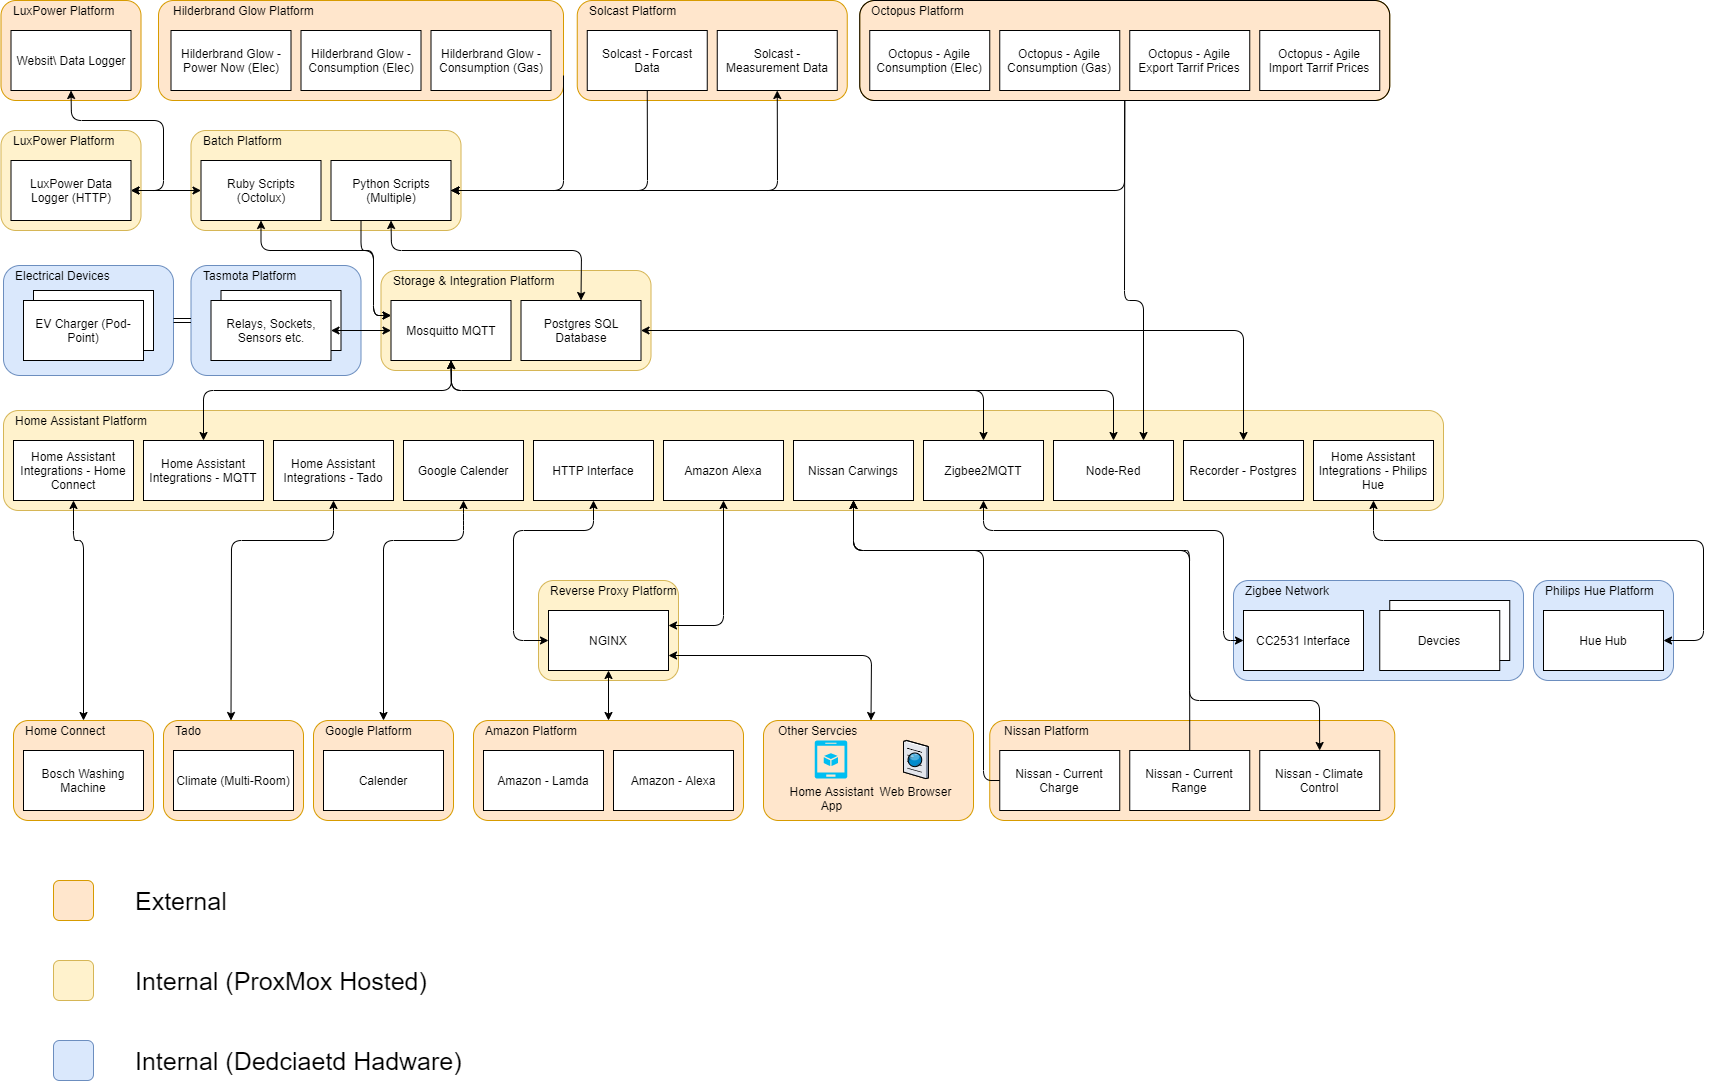 LuxPower Platform
Websit\ Data Logger
Hilderbrand Glow Platform
Hilderbrand Glow -
Power Now (Elec)
Hilderbrand Glow -
Consumption (Elec)
Hilderbrand Glow -
Consumption (Gas)
Solcast Platform
Solcast - Forcast
Data
Solcast -
Measurement Data
Octopus Platform
Octopus - Agile
Consumption (Elec)
Octopus - Agile
Consumption (Gas)
Octopus - Agile
Export Tarrif Prices
Octopus - Agile
Import Tarrif Prices
LuxPower Platform
LuxPower Data
Logger (HTTP)
Batch Platform
Ruby Scripts
(Octolux)
Python Scripts
(Multiple)
Electrical Devices
EV Charger (Pod-
Point)
Tasmota Platform
Relays, Sockets,
Sensors etc.
Storage & Integration Platform
Mosquitto MQTT
Postgres SQL
Database
Home Assistant Platform
Home Assistant
Integrations - Home
Connect
Home Assistant
Integrations - MQTT
Home Assistant
Integrations - Tado
Google Calender
HTTP Interface
Amazon Alexa
Nissan Carwings
Zigbee2MQTT
Node-Red
Recorder - Postgres
Home Assistant
Integrations - Philips
Hue
Reverse Proxy Platform
NGINX
Zigbee Network
CC2531 Interface
Devcies
Philips Hue Platform
Hue Hub
Home Connect
Bosch Washing
Machine
Tado
Climate (Multi-Room)
Google Platform
Calender
Amazon Platform
Amazon - Lamda
Amazon - Alexa
Other Servcies
Home Assistant
App
Web Browser
Nissan Platform
Nissan - Current
Charge
Nissan - Current
Range
Nissan - Climate
Control
External
Internal (ProxMox Hosted)
Internal (Dedciaetd Hadware)